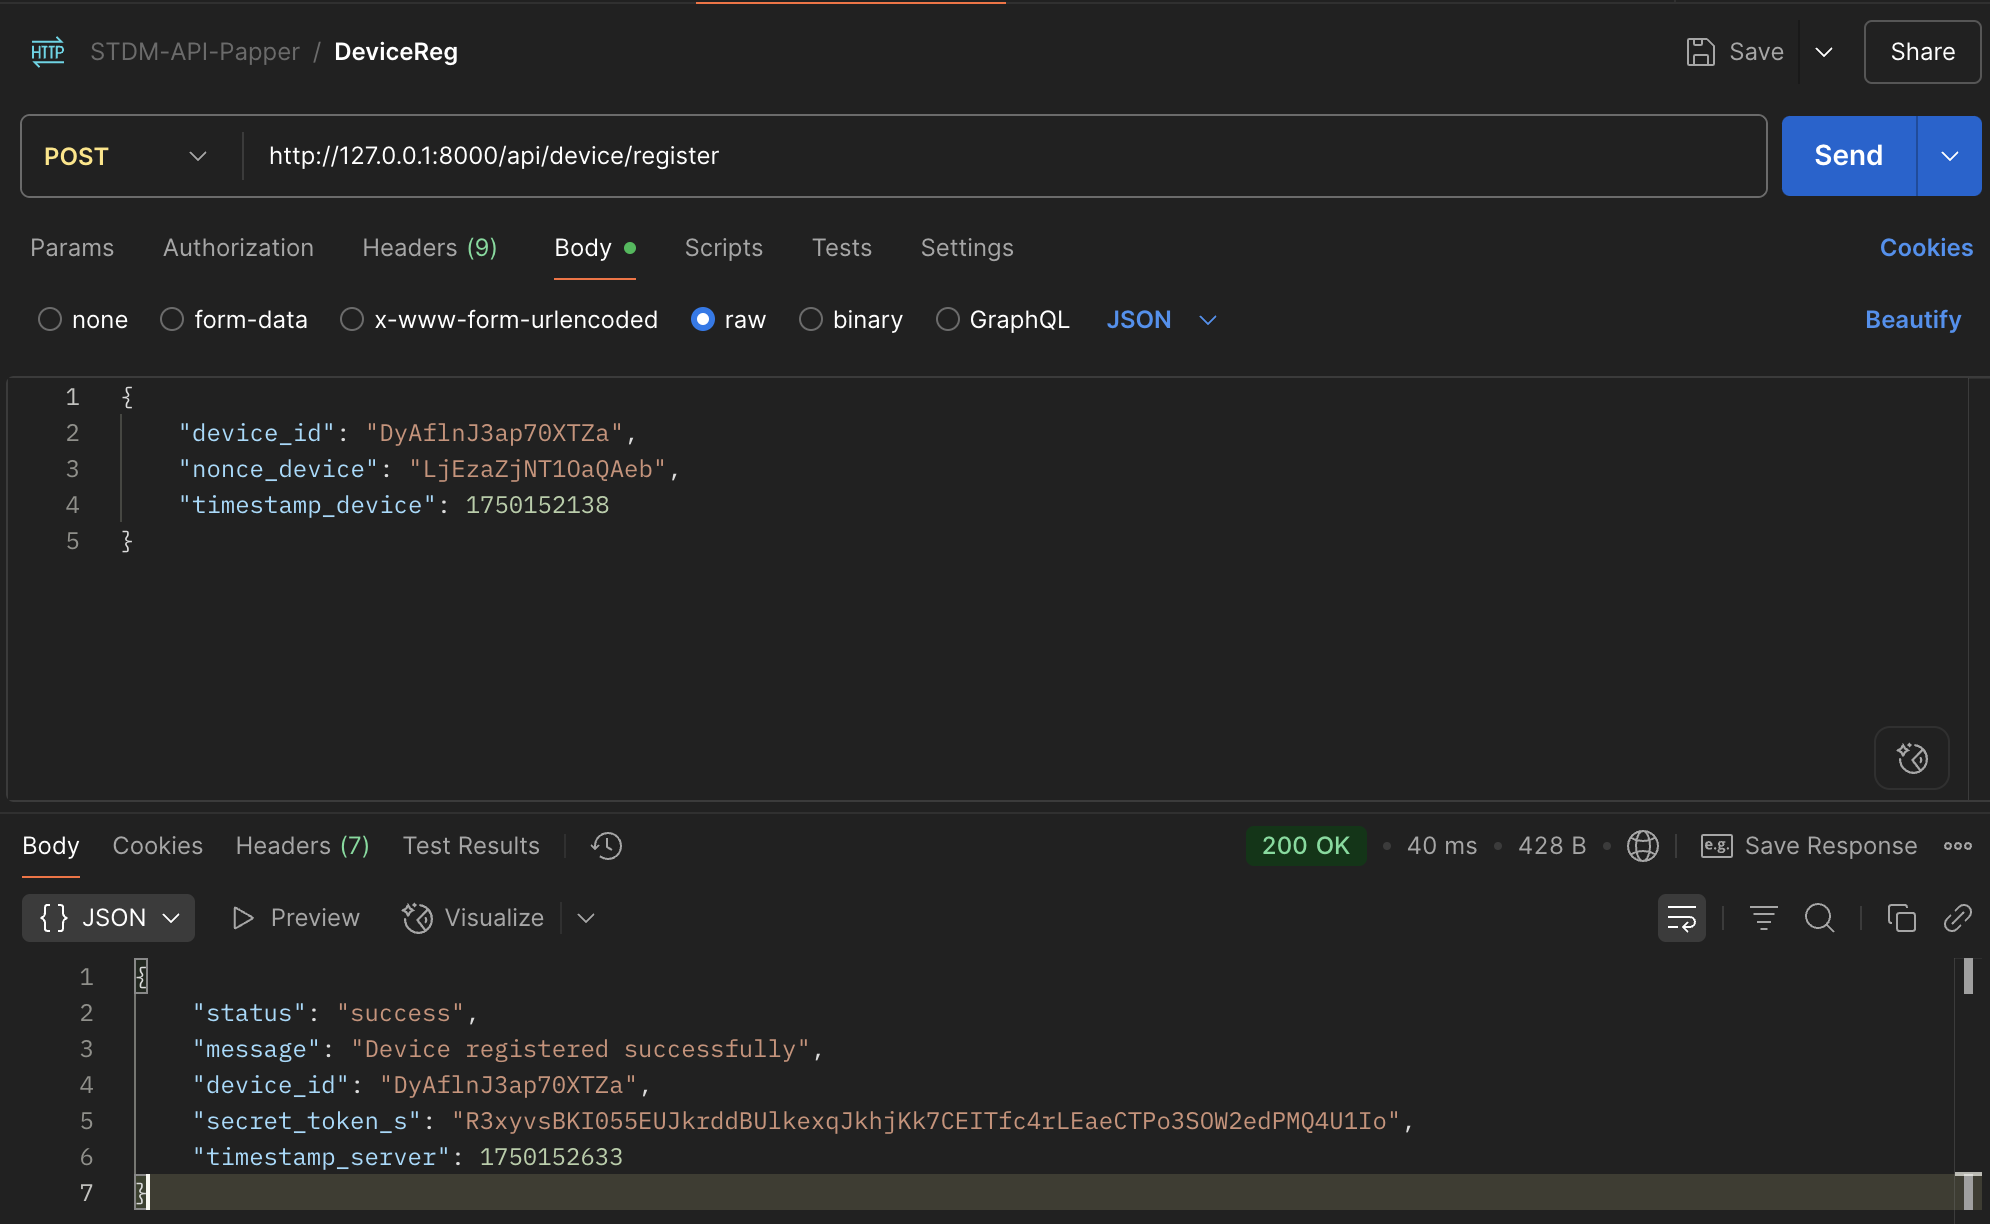 HTTP STDM-API-Papper / DeviceReg Save Share
POST http://127.0.0.1:8000/api/device/register Send
Params Authorization Headers (9) Body Scripts Tests Settings Cookies
none form-data x-www-form-urlencoded raw binary GraphQL JSON Beautify
1 {
2 "device_id": "DyAflnJ3ap70XTZa",
3 "nonce_device": "LjEzaZjNT1OaQAeb",
4 "timestamp_device": 1750152138
5 }
Body Cookies Headers (7) Test Results 200 OK • 40 ms • 428 B • e.g. Save Response
{} JSON Preview Visualize
1 {
2 "status": "success",
3 "message": "Device registered successfully",
4 "device_id": "DyAflnJ3ap70XTZa",
5 "secret_token_s": "R3xyvsBKI055EUJkrddBUlkexqJkhjKk7CEITfc4rLEaeCTPo3SOW2edPMQ4U1Io",
6 "timestamp_server": 1750152633
7 }